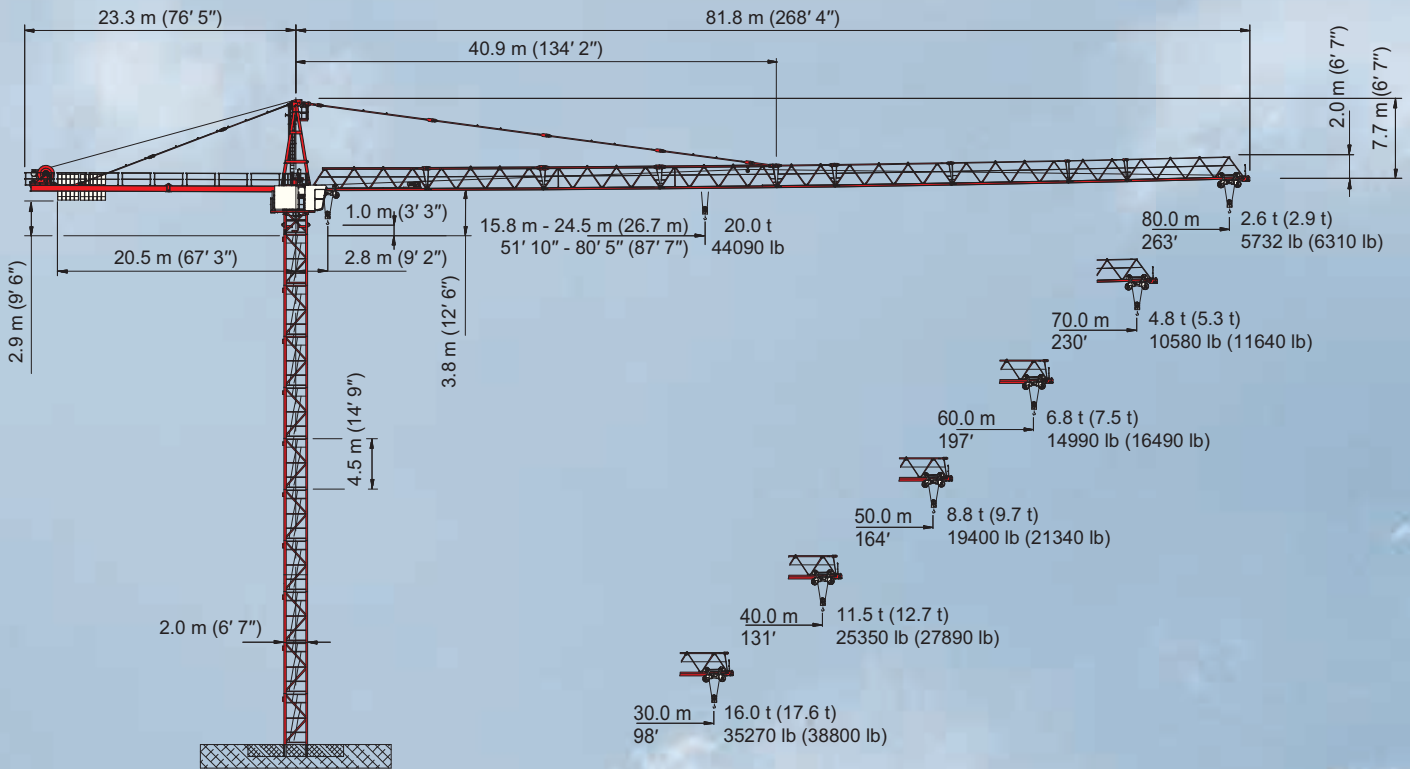 23.3 m (76′ 5″)
81.8 m (268′ 4″)
40.9 m (134′ 2″)
2.0 m (6′ 7″)
7.7 m (6′ 7″)
1.0 m (3′ 3″)
15.8 m - 24.5 m (26.7 m)
51′ 10″ - 80′ 5″ (87′ 7″)
20.0 t
44090 lb
80.0 m
263′
2.6 t (2.9 t)
5732 lb (6310 lb)
20.5 m (67′ 3″)
2.8 m (9′ 2″)
2.9 m (9′ 6″)
3.8 m (12′ 6″)
70.0 m
230′
4.8 t (5.3 t)
10580 lb (11640 lb)
60.0 m
197′
6.8 t (7.5 t)
14990 lb (16490 lb)
4.5 m (14′ 9″)
50.0 m
164′
8.8 t (9.7 t)
19400 lb (21340 lb)
2.0 m (6′ 7″)
40.0 m
131′
11.5 t (12.7 t)
25350 lb (27890 lb)
30.0 m
98′
16.0 t (17.6 t)
35270 lb (38800 lb)